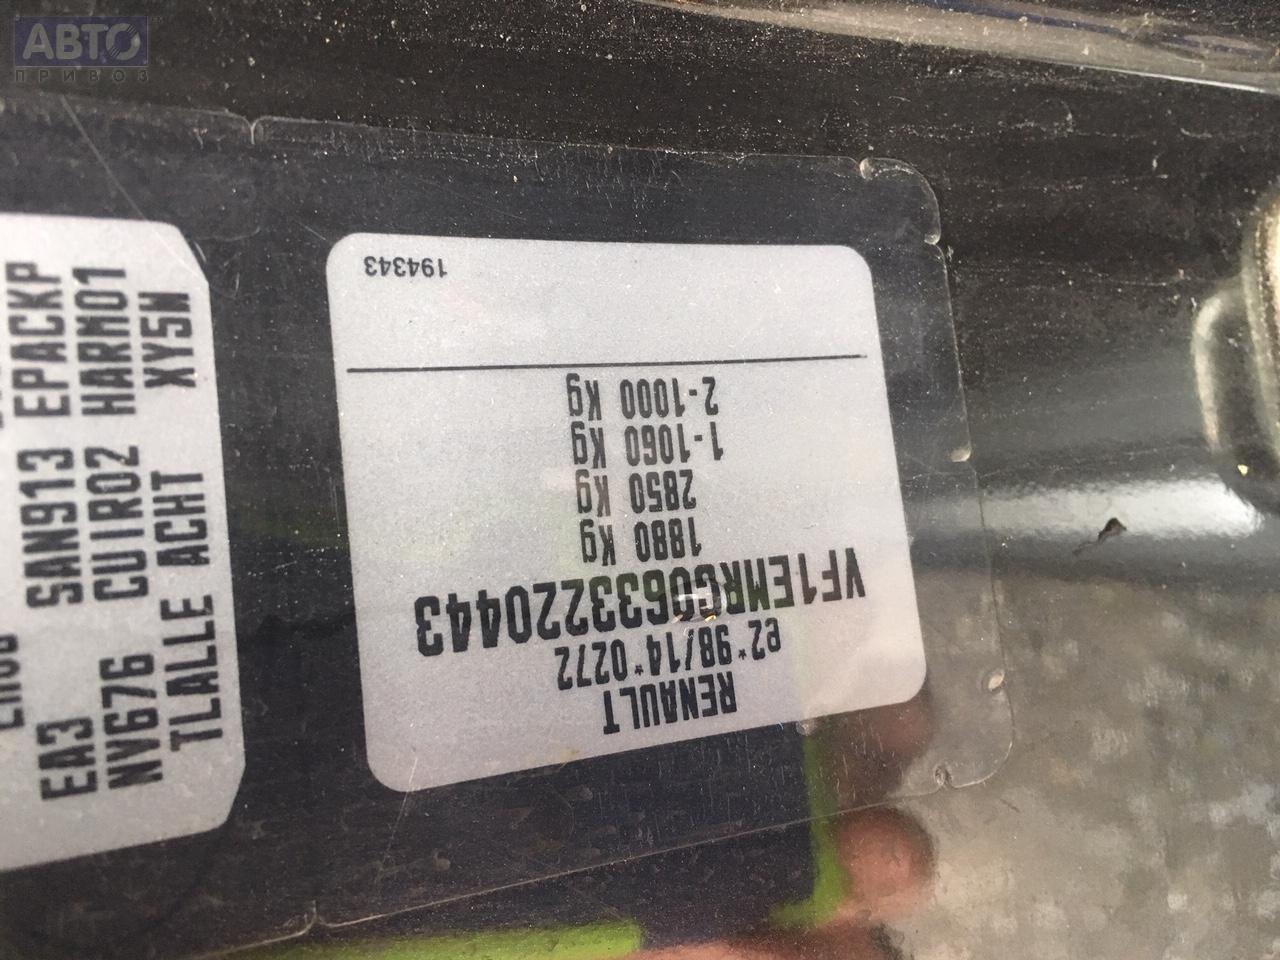 АВТО
ПРИВОЗ
RENAULT
e2*98/14*0272
VF1EMRG0633220443
1880 Kg
2850 Kg
1-1060 Kg
2-1000 Kg
194343
SAN913 EPACKP
EA3 CUIR02 HARM01
NV676 ACHT XY5W
TLALLE